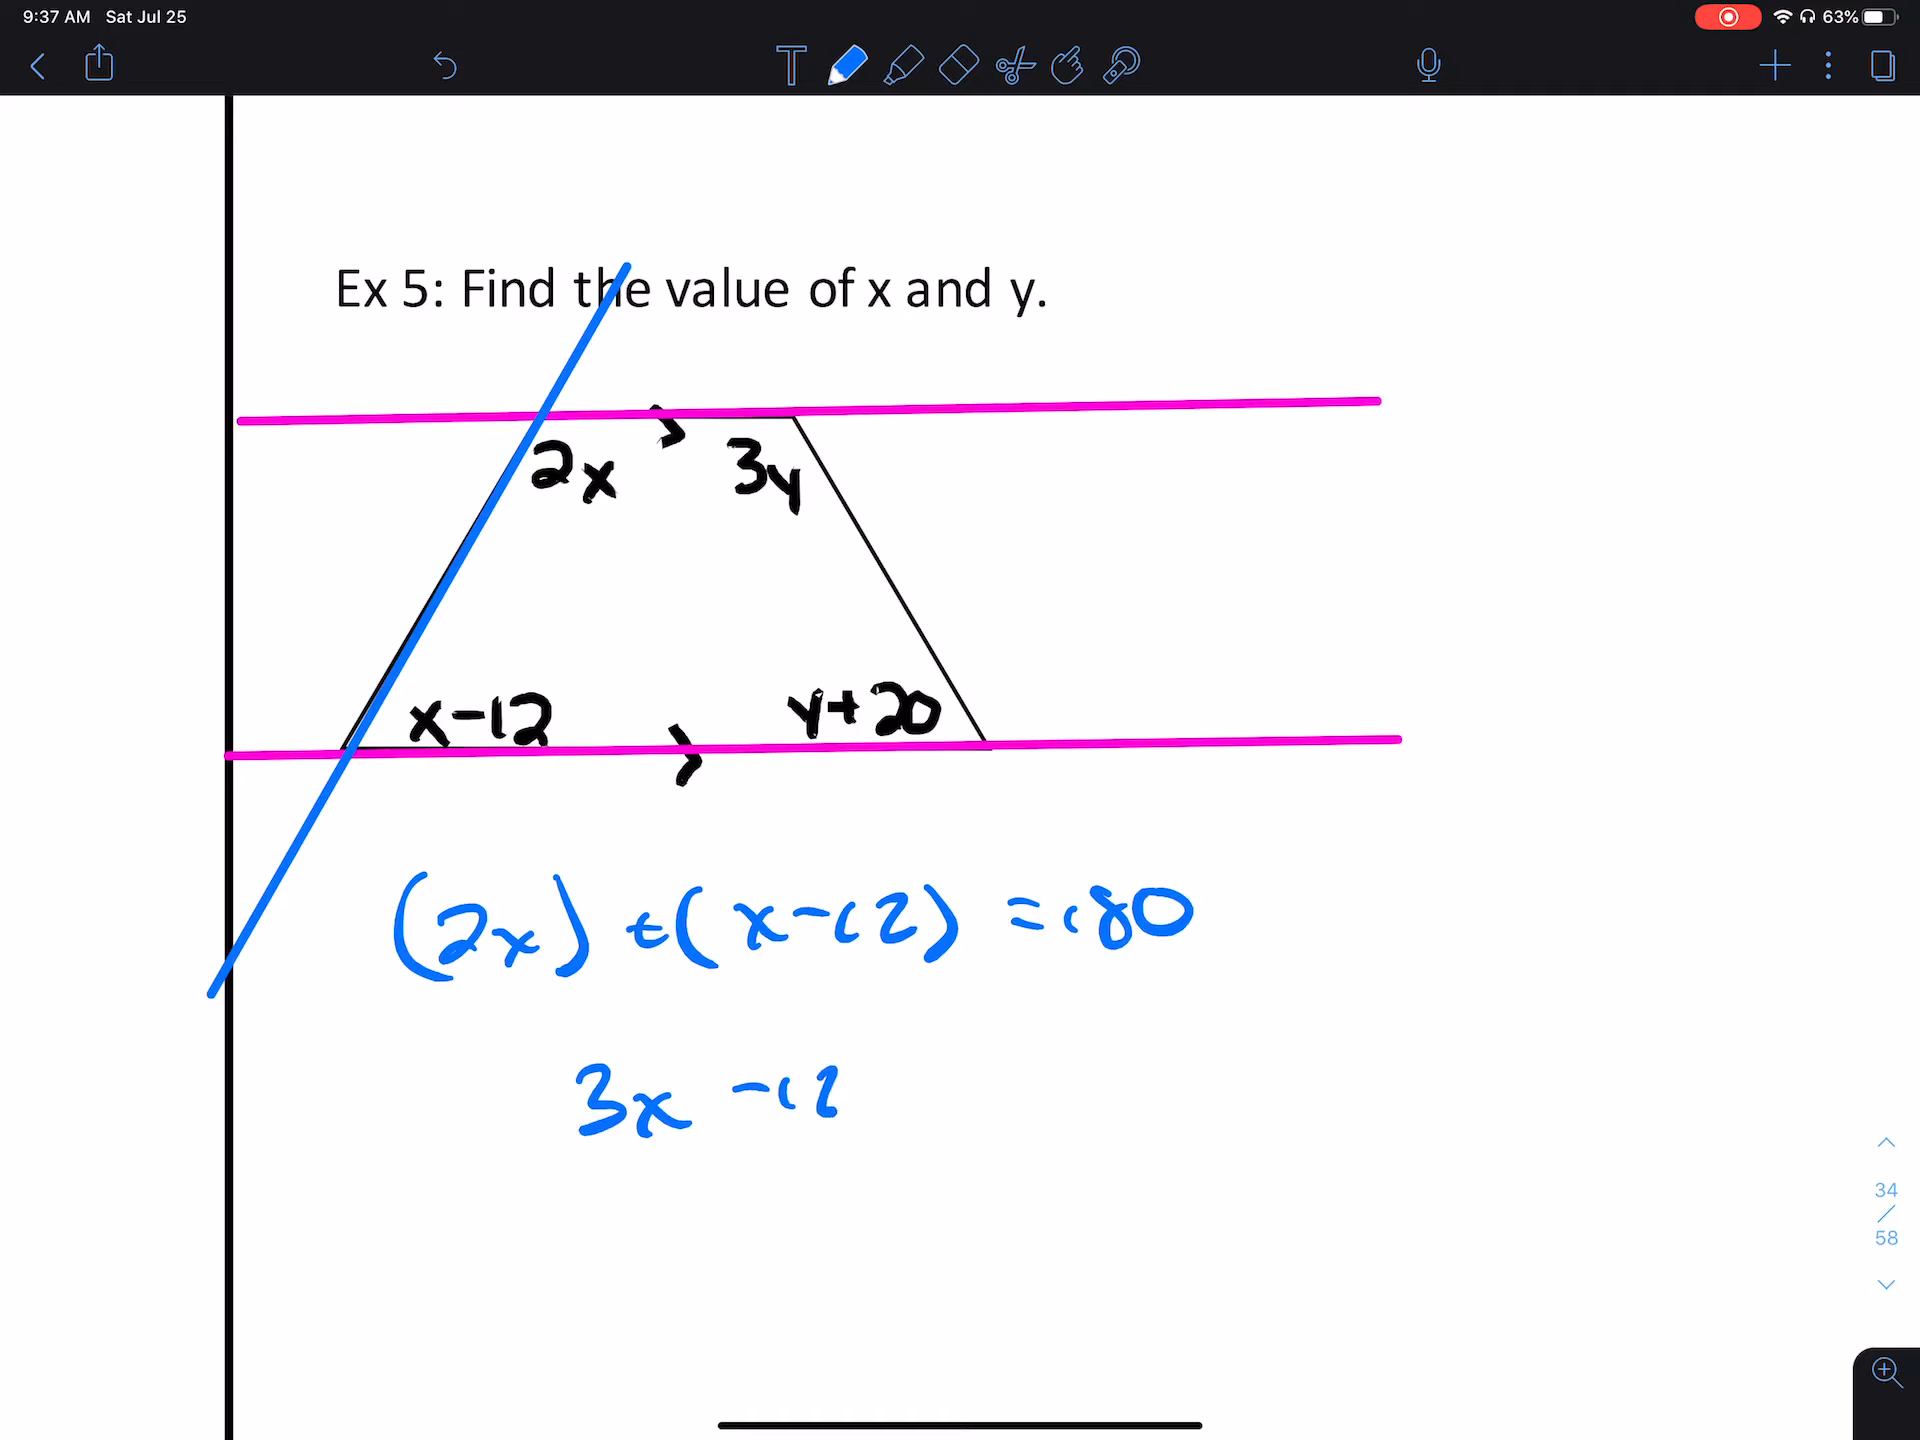 9:37 AM Sat Jul 25
63%
Ex 5: Find the value of x and y.
2x 3y
x-12 y+20
(2x) +(x-12) =180
3x -12
34
/
58